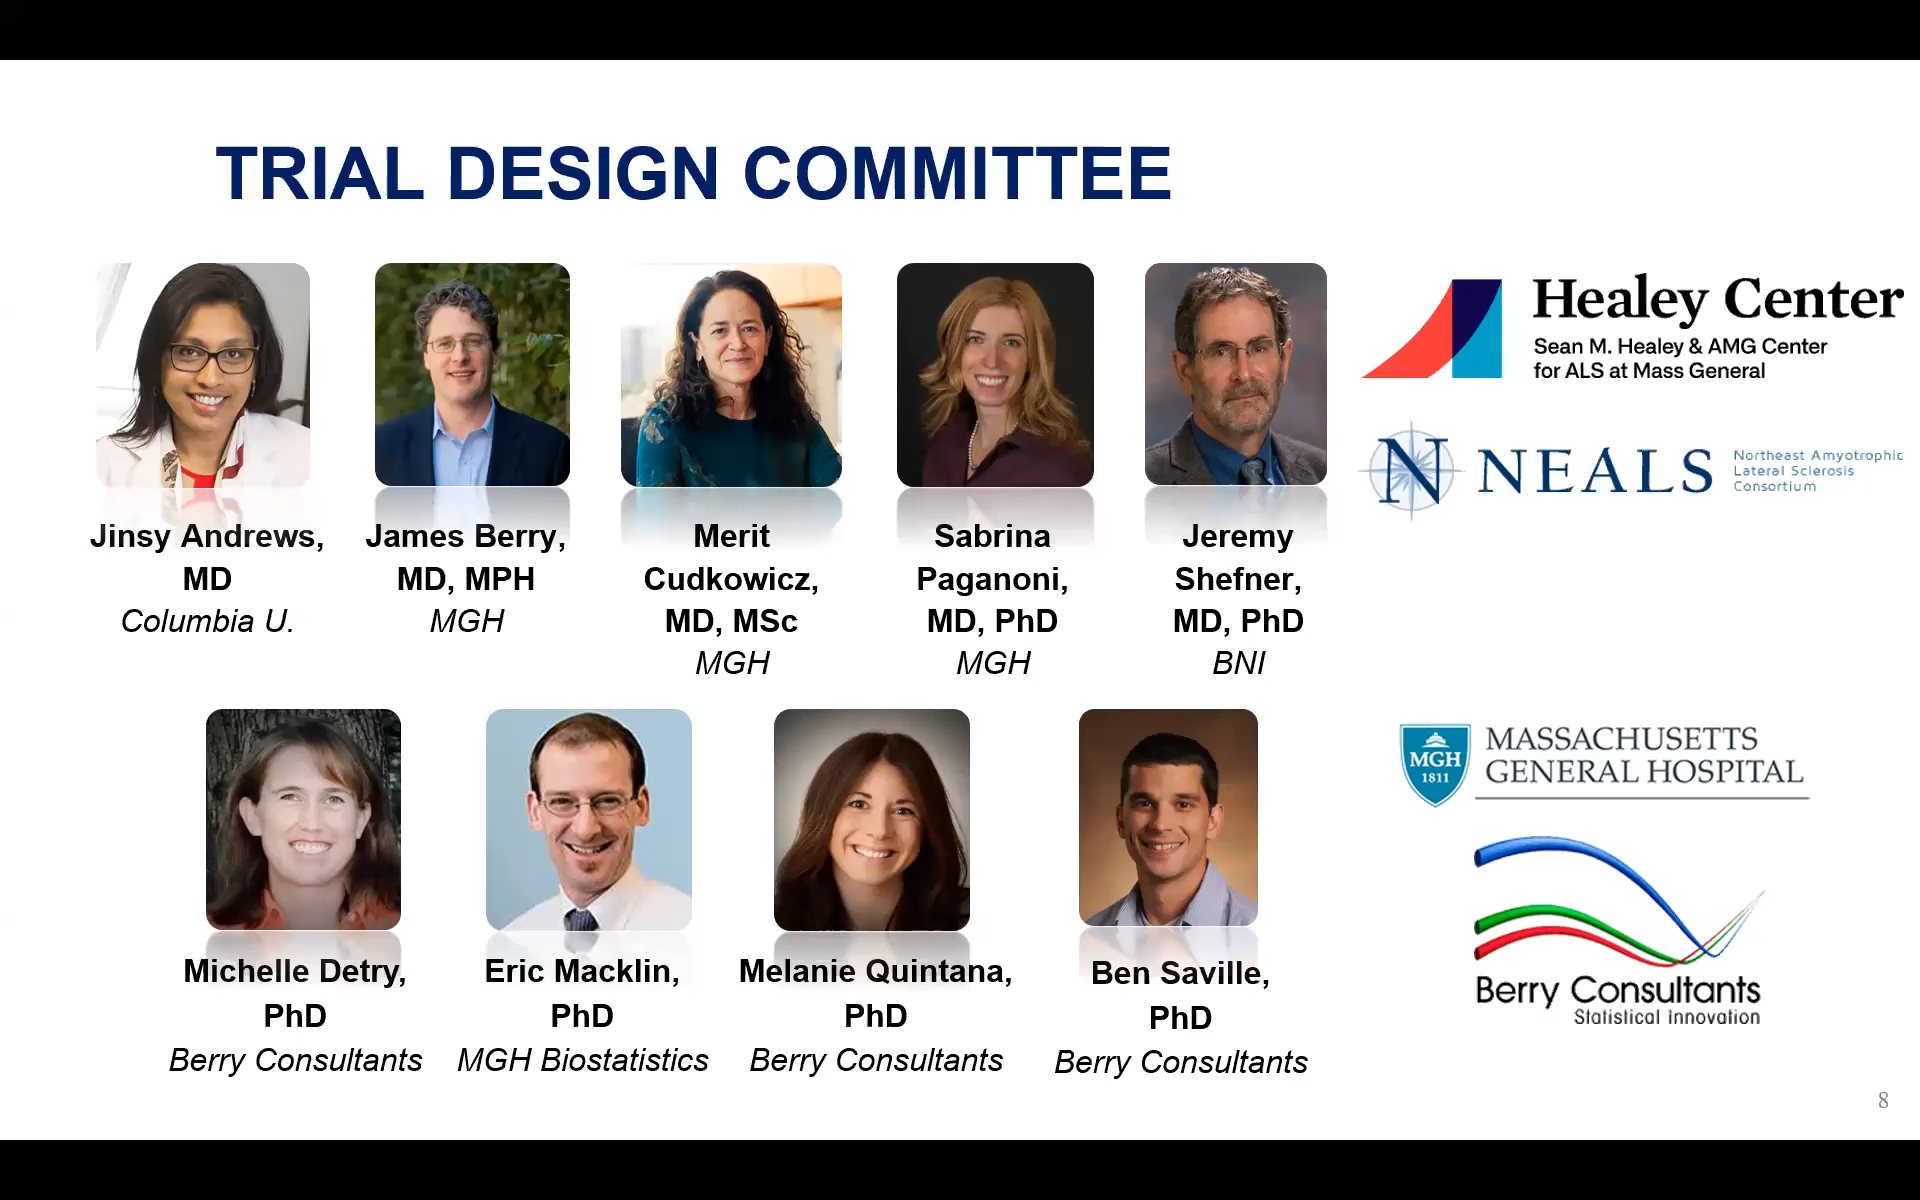 TRIAL DESIGN COMMITTEE
Jinsy Andrews,
MD
Columbia U.
James Berry,
MD, MPH
MGH
Merit
Cudkowicz,
MD, MSc
MGH
Sabrina
Paganoni,
MD, PhD
MGH
Jeremy
Shefner,
MD, PhD
BNI
Healey Center
Sean M. Healey & AMG Center
for ALS at Mass General
N NEALS
Northeast Amyotrophic
Lateral Sclerosis
Consortium
Michelle Detry,
PhD
Berry Consultants
Eric Macklin,
PhD
MGH Biostatistics
Melanie Quintana,
PhD
Berry Consultants
Ben Saville,
PhD
Berry Consultants
MGH
1811
MASSACHUSETTS
GENERAL HOSPITAL
Berry Consultants
Statistical Innovation
8